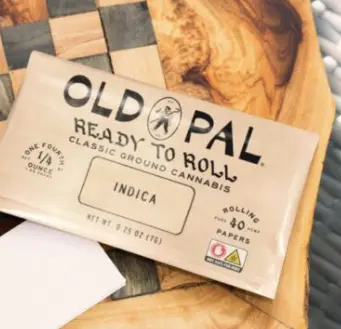 OLD PAL.
READY TO ROLL
CLASSIC GROUND CANNABIS
ONE FOURTH
1/4
OUNCE
INDICA
NET WT 0.25 OZ (7G)
ROLLING
40
PAPERS